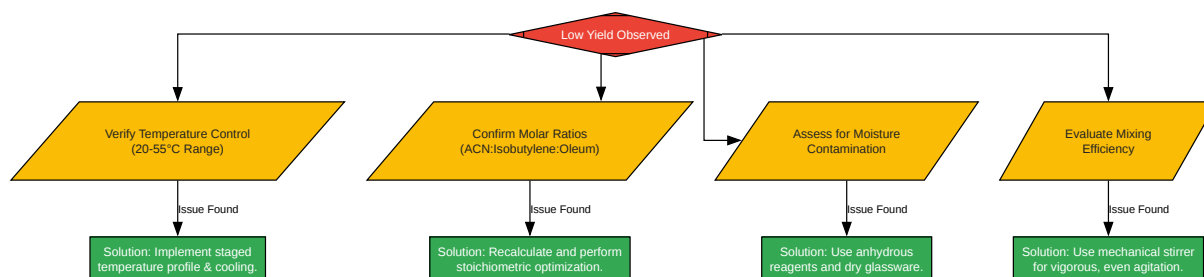 Low Yield Observed
Verify Temperature Control
(20-55°C Range)
Confirm Molar Ratios
(ACN:Isobutylene:Oleum)
Assess for Moisture
Contamination
Evaluate Mixing
Efficiency
Issue Found
Issue Found
Issue Found
Issue Found
Solution: Implement staged
temperature profile & cooling.
Solution: Recalculate and perform
stoichiometric optimization.
Solution: Use anhydrous
reagents and dry glassware.
Solution: Use mechanical stirrer
for vigorous, even agitation.